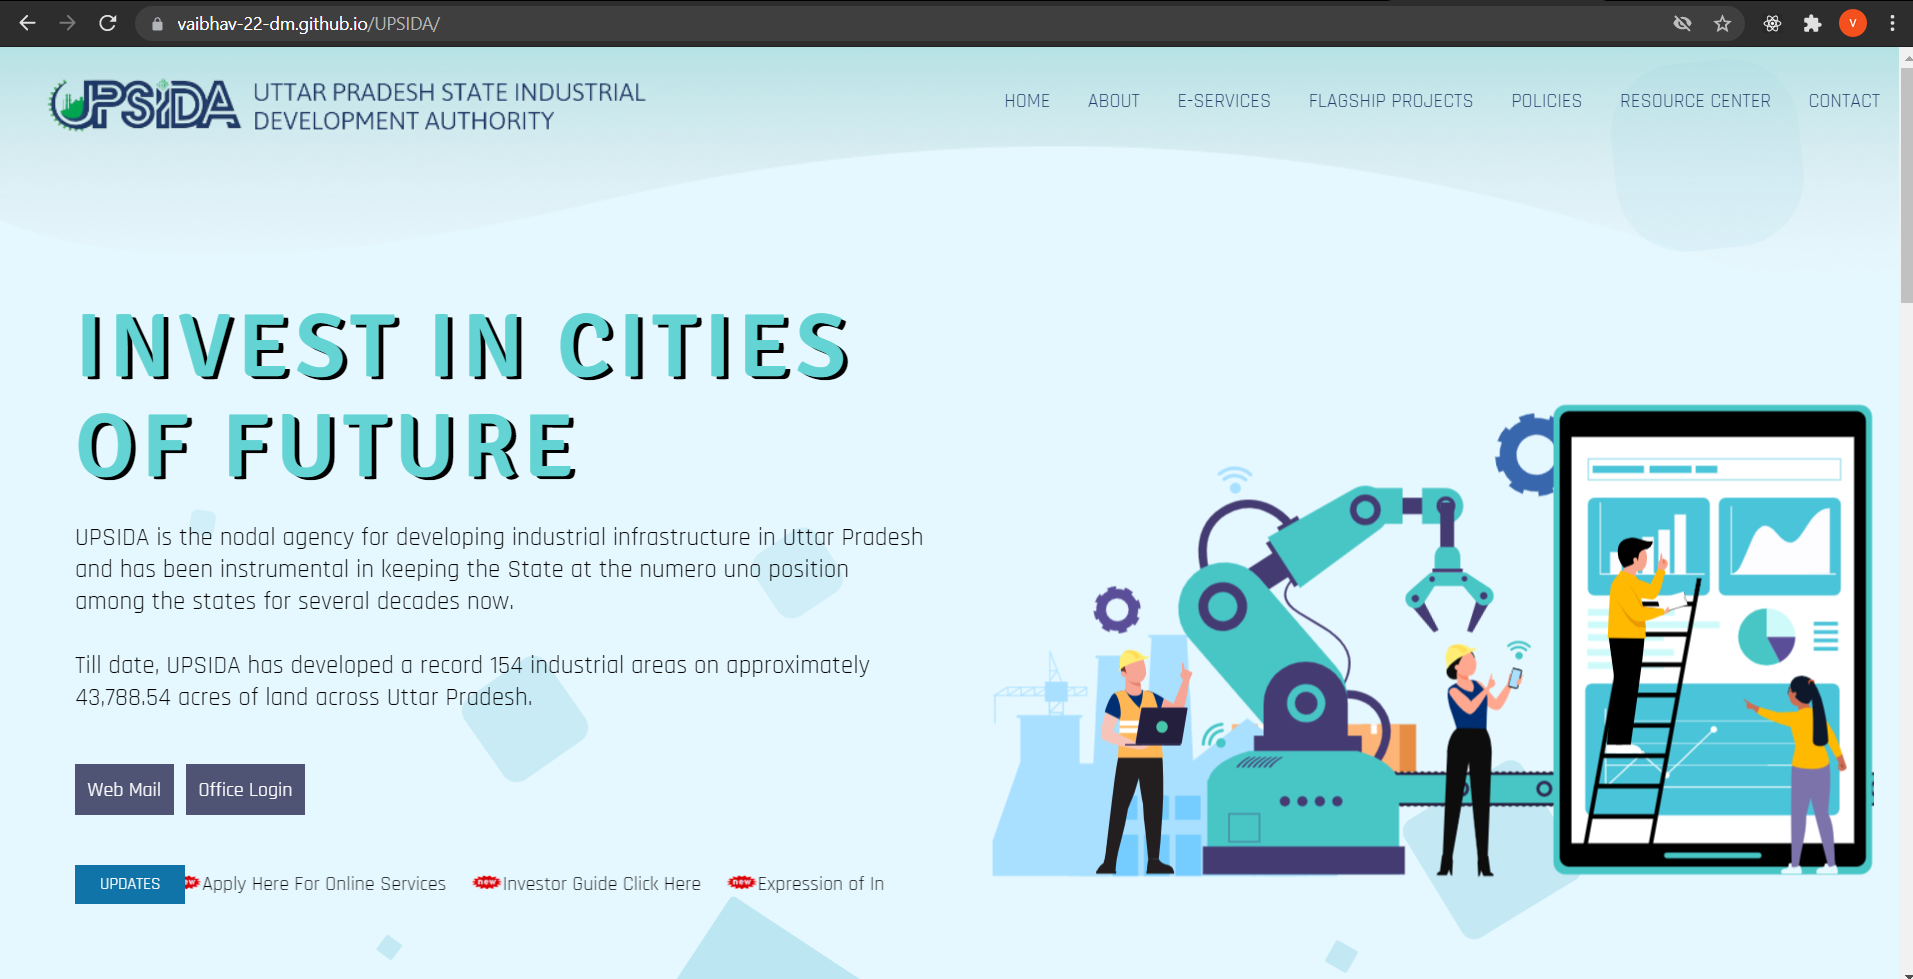 vaibhav-22-dm.github.io/UPSIDA/
V
UPSIDA
UTTAR PRADESH STATE INDUSTRIAL
DEVELOPMENT AUTHORITY
HOME ABOUT E-SERVICES FLAGSHIP PROJECTS POLICIES RESOURCE CENTER CONTACT
INVEST IN CITIES
OF FUTURE
UPSIDA is the nodal agency for developing industrial infrastructure in Uttar Pradesh
and has been instrumental in keeping the State at the numero uno position
among the states for several decades now.
Till date, UPSIDA has developed a record 154 industrial areas on approximately
43,788.54 acres of land across Uttar Pradesh.
Web Mail Office Login
UPDATES Apply Here For Online Services new Investor Guide Click Here new Expression of In